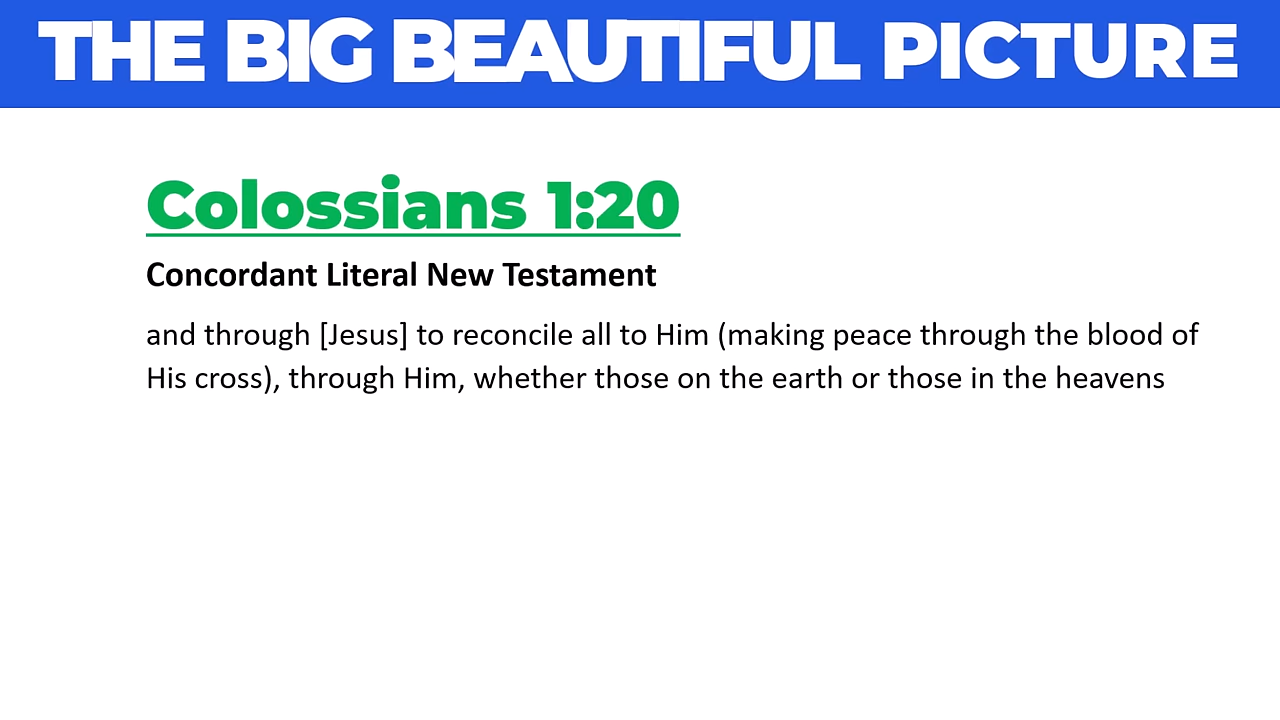 THE BIG BEAUTIFUL PICTURE
Colossians 1:20
Concordant Literal New Testament
and through [Jesus] to reconcile all to Him (making peace through the blood of
His cross), through Him, whether those on the earth or those in the heavens